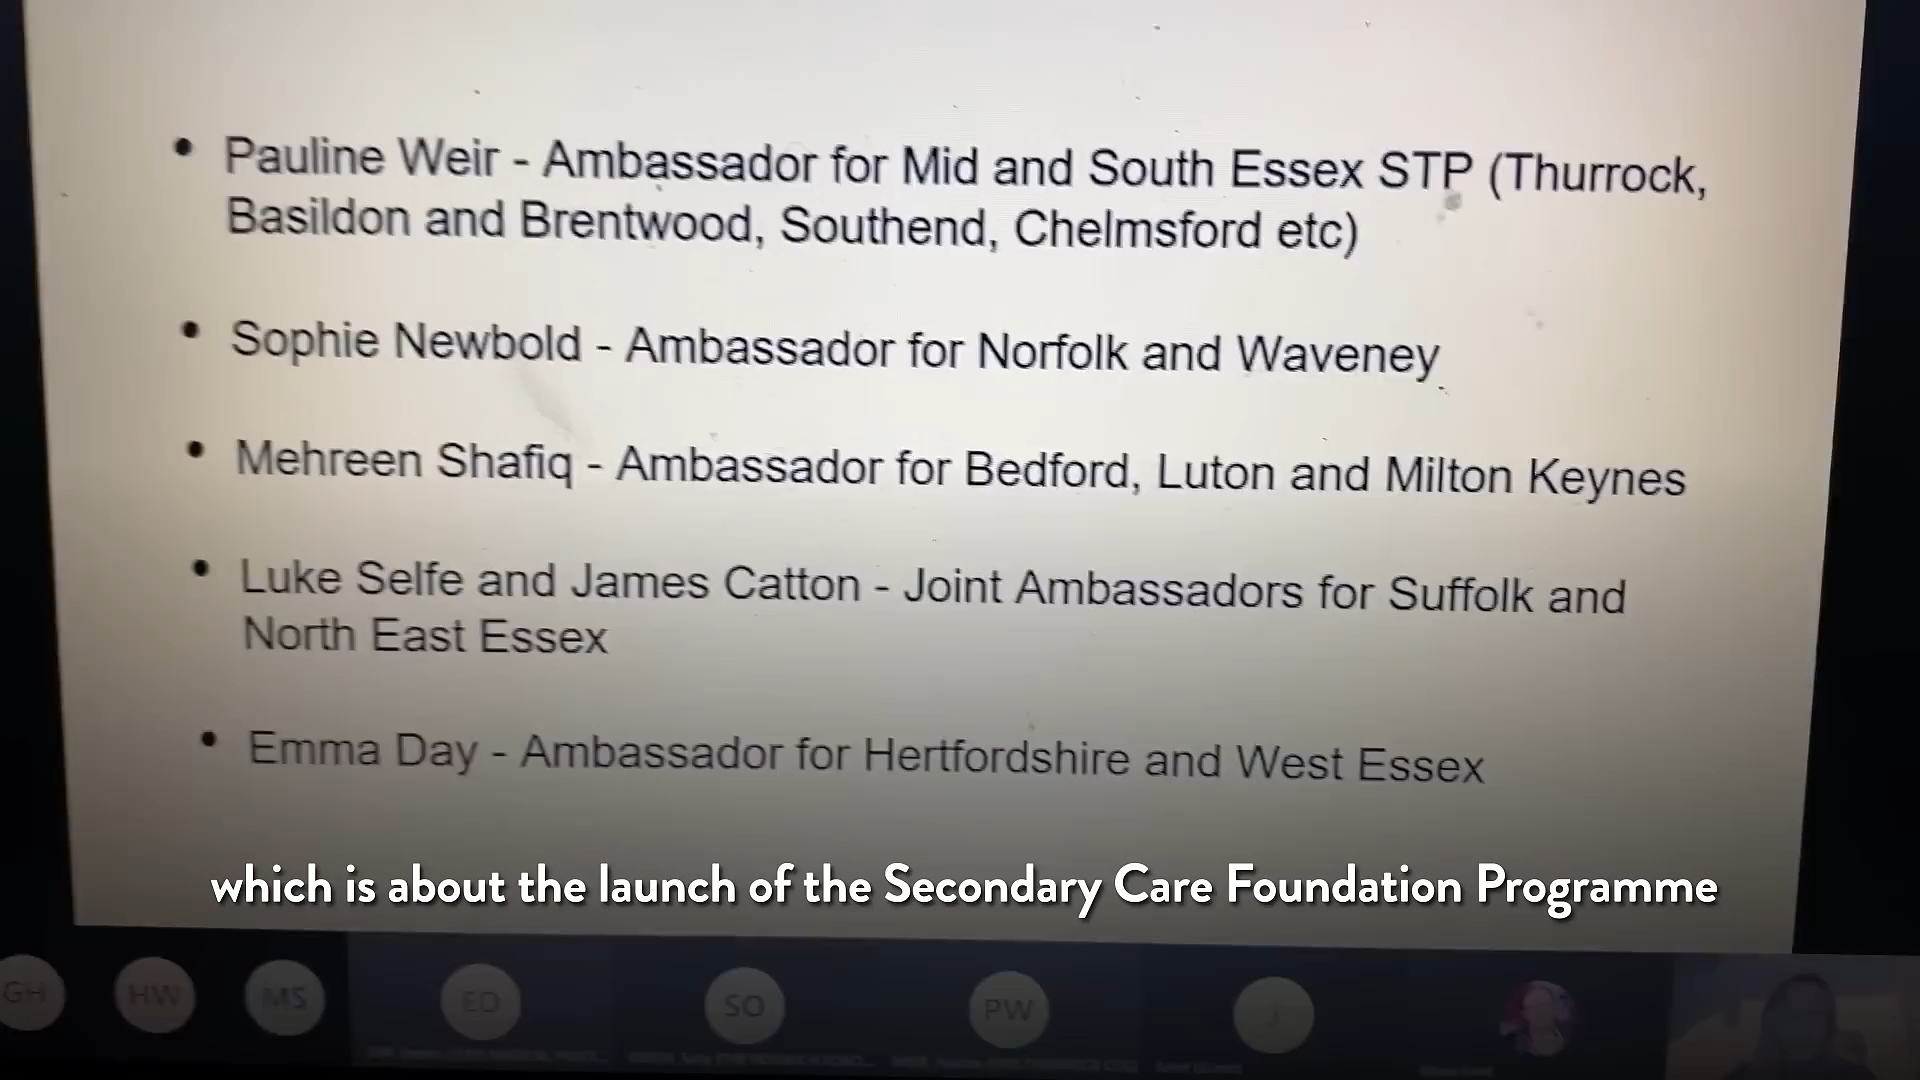 • Pauline Weir - Ambassador for Mid and South Essex STP (Thurrock,
Basildon and Brentwood, Southend, Chelmsford etc)
• Sophie Newbold - Ambassador for Norfolk and Waveney
• Mehreen Shafiq - Ambassador for Bedford, Luton and Milton Keynes
• Luke Selfe and James Catton - Joint Ambassadors for Suffolk and
North East Essex
• Emma Day - Ambassador for Hertfordshire and West Essex
which is about the launch of the Secondary Care Foundation Programme
GH HW MS ED SO PW J